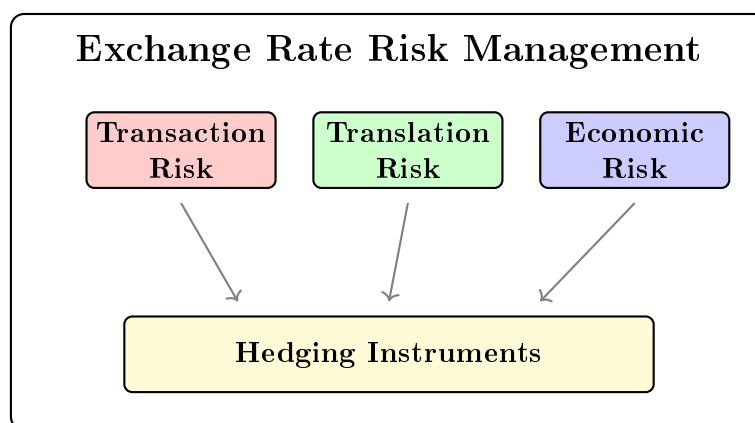 Exchange Rate Risk Management
Transaction
Risk
Translation
Risk
Economic
Risk
Hedging Instruments